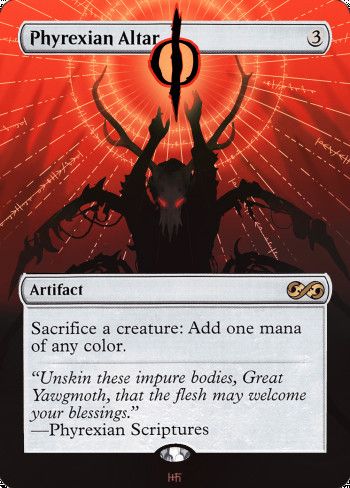 Phyrexian Altar 3
Artifact
Sacrifice a creature: Add one mana
of any color.
“Unskin these impure bodies, Great
Yawgmoth, that the flesh may welcome
your blessings.”
—Phyrexian Scriptures